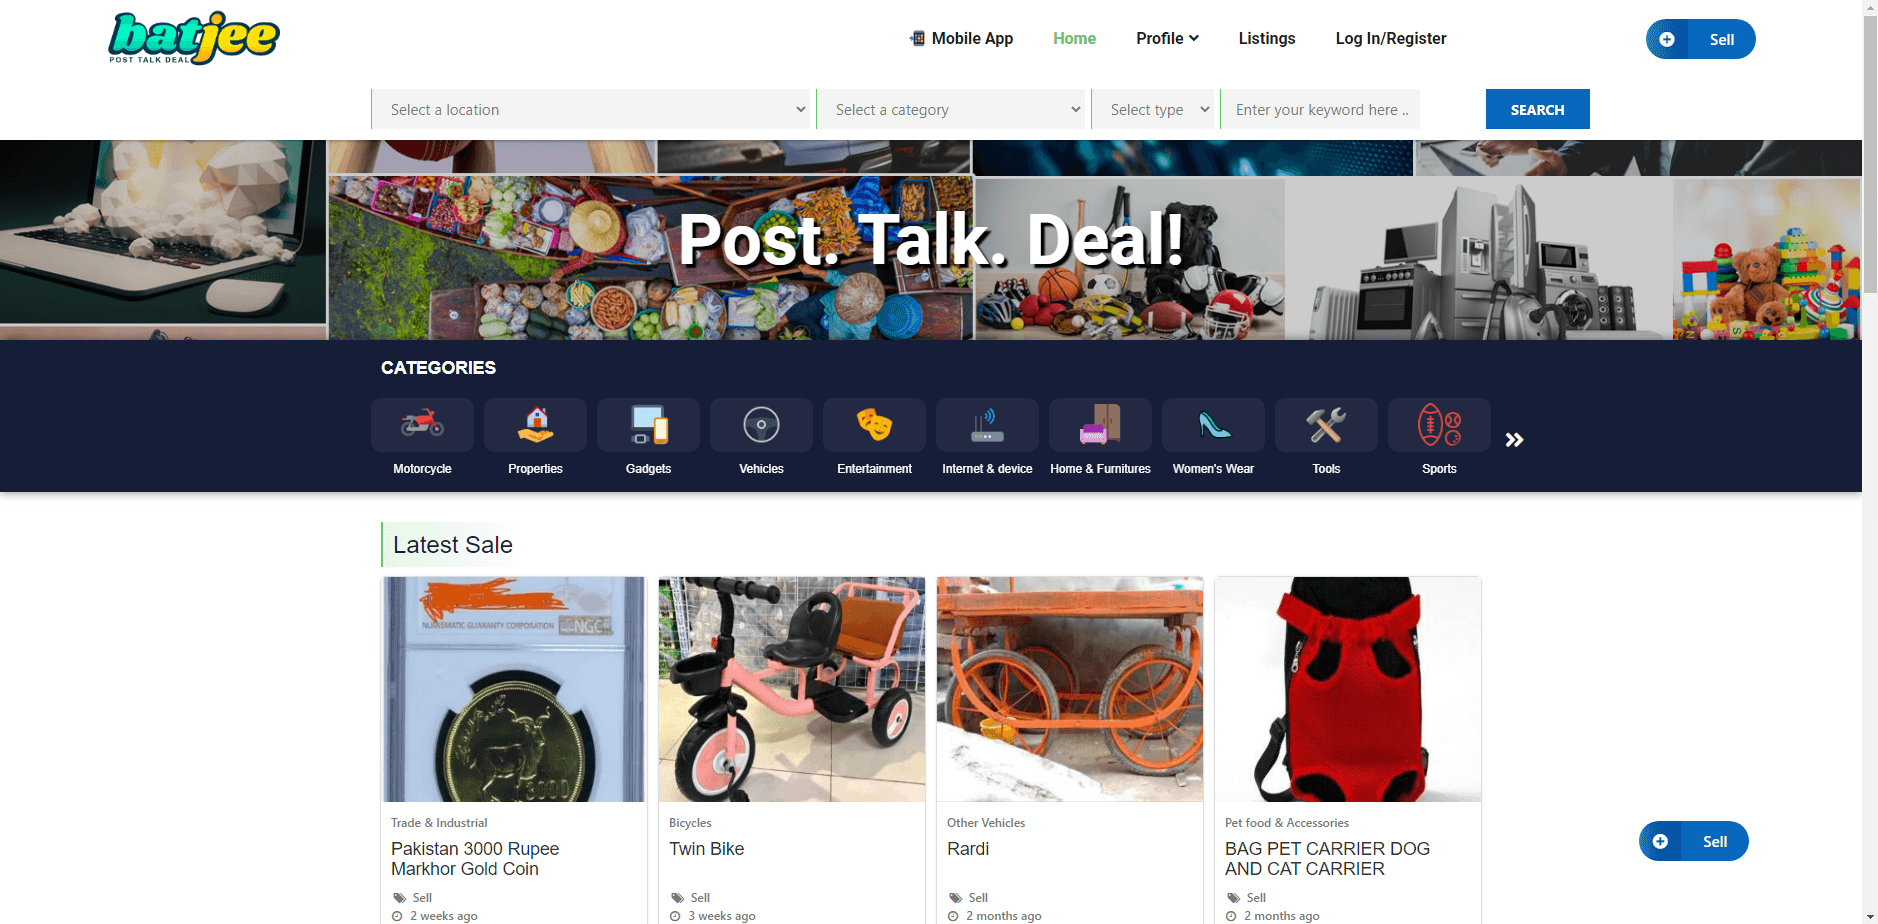 batjee
POST TALK DEAL
Mobile App
Home
Profile
Listings
Log In/Register
Sell
Select a location
Select a category
Select type
Enter your keyword here ..
SEARCH
Post. Talk. Deal!
CATEGORIES
Motorcycle
Properties
Gadgets
Vehicles
Entertainment
Internet & device
Home & Furnitures
Women's Wear
Tools
Sports
Latest Sale
NUMISMATIC GUARANTY CORPORATION
NGC
3000
Trade & Industrial
Pakistan 3000 Rupee
Markhor Gold Coin
Sell
2 weeks ago
Bicycles
Twin Bike
Sell
3 weeks ago
Other Vehicles
Rardi
Sell
2 months ago
Pet food & Accessories
BAG PET CARRIER DOG
AND CAT CARRIER
Sell
2 months ago
Sell